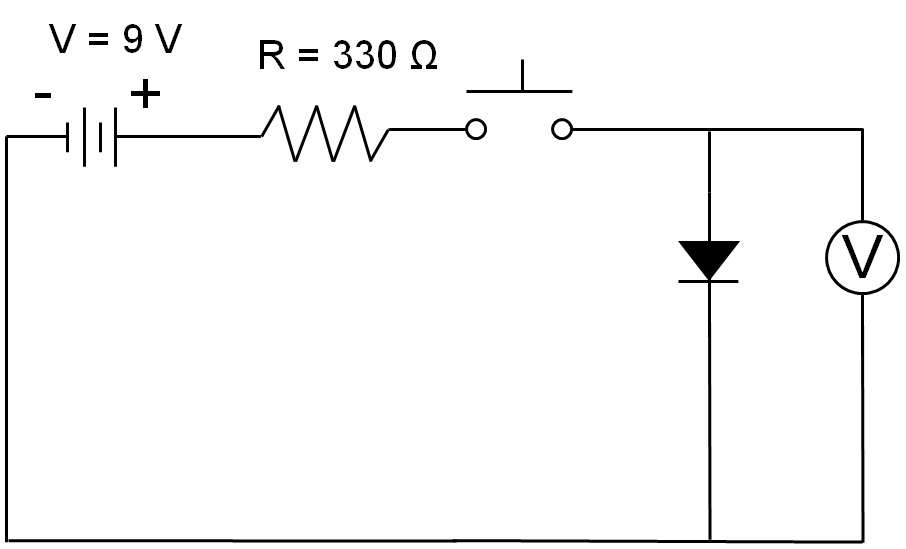 V = 9 V
R = 330 Ω
- +
V